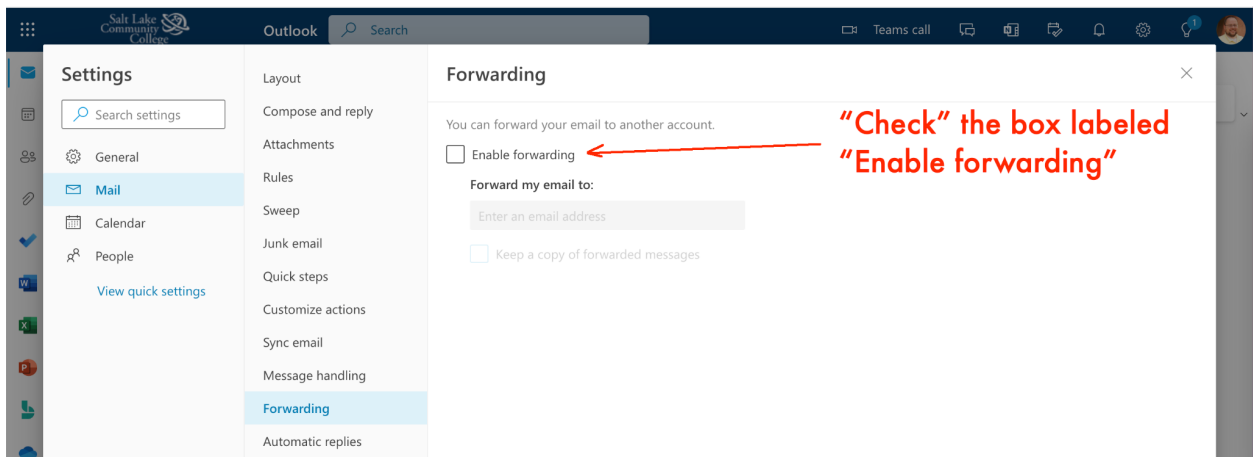 Salt Lake
Community
College
Outlook
Search
Teams call
1
Settings
Search settings
General
Mail
Calendar
People
View quick settings
Layout
Compose and reply
Attachments
Rules
Sweep
Junk email
Quick steps
Customize actions
Sync email
Message handling
Forwarding
Automatic replies
Forwarding
You can forward your email to another account.
Enable forwarding
Forward my email to:
Enter an email address
Keep a copy of forwarded messages
“Check” the box labeled
“Enable forwarding”